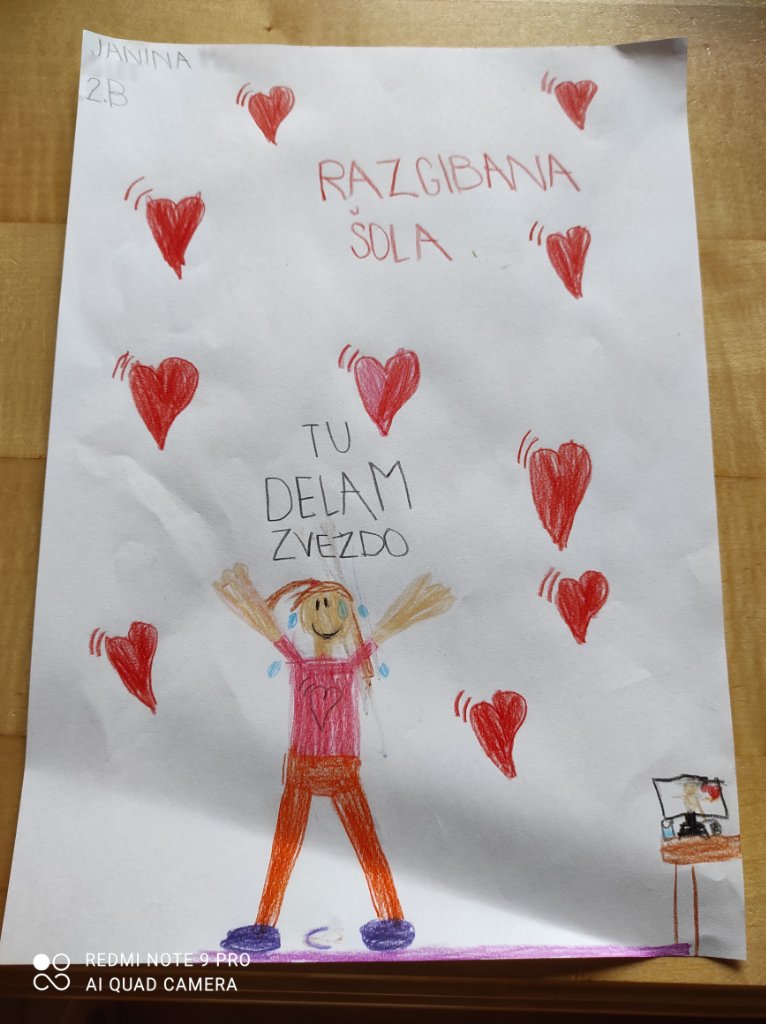 JANINA
2.B
RAZGIBANA
ŠOLA
TU
DELAM
ZVEZDO
REDMI NOTE 9 PRO
AI QUAD CAMERA